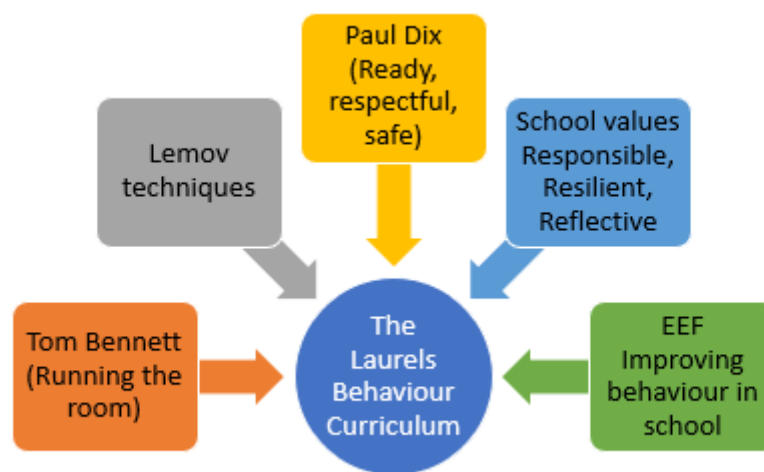 Paul Dix
(Ready,
respectful,
safe)
Lemov
techniques
School values
Responsible,
Resilient,
Reflective
Tom Bennett
(Running the
room)
The
Laurels
Behaviour
Curriculum
EEF
Improving
behaviour in
school